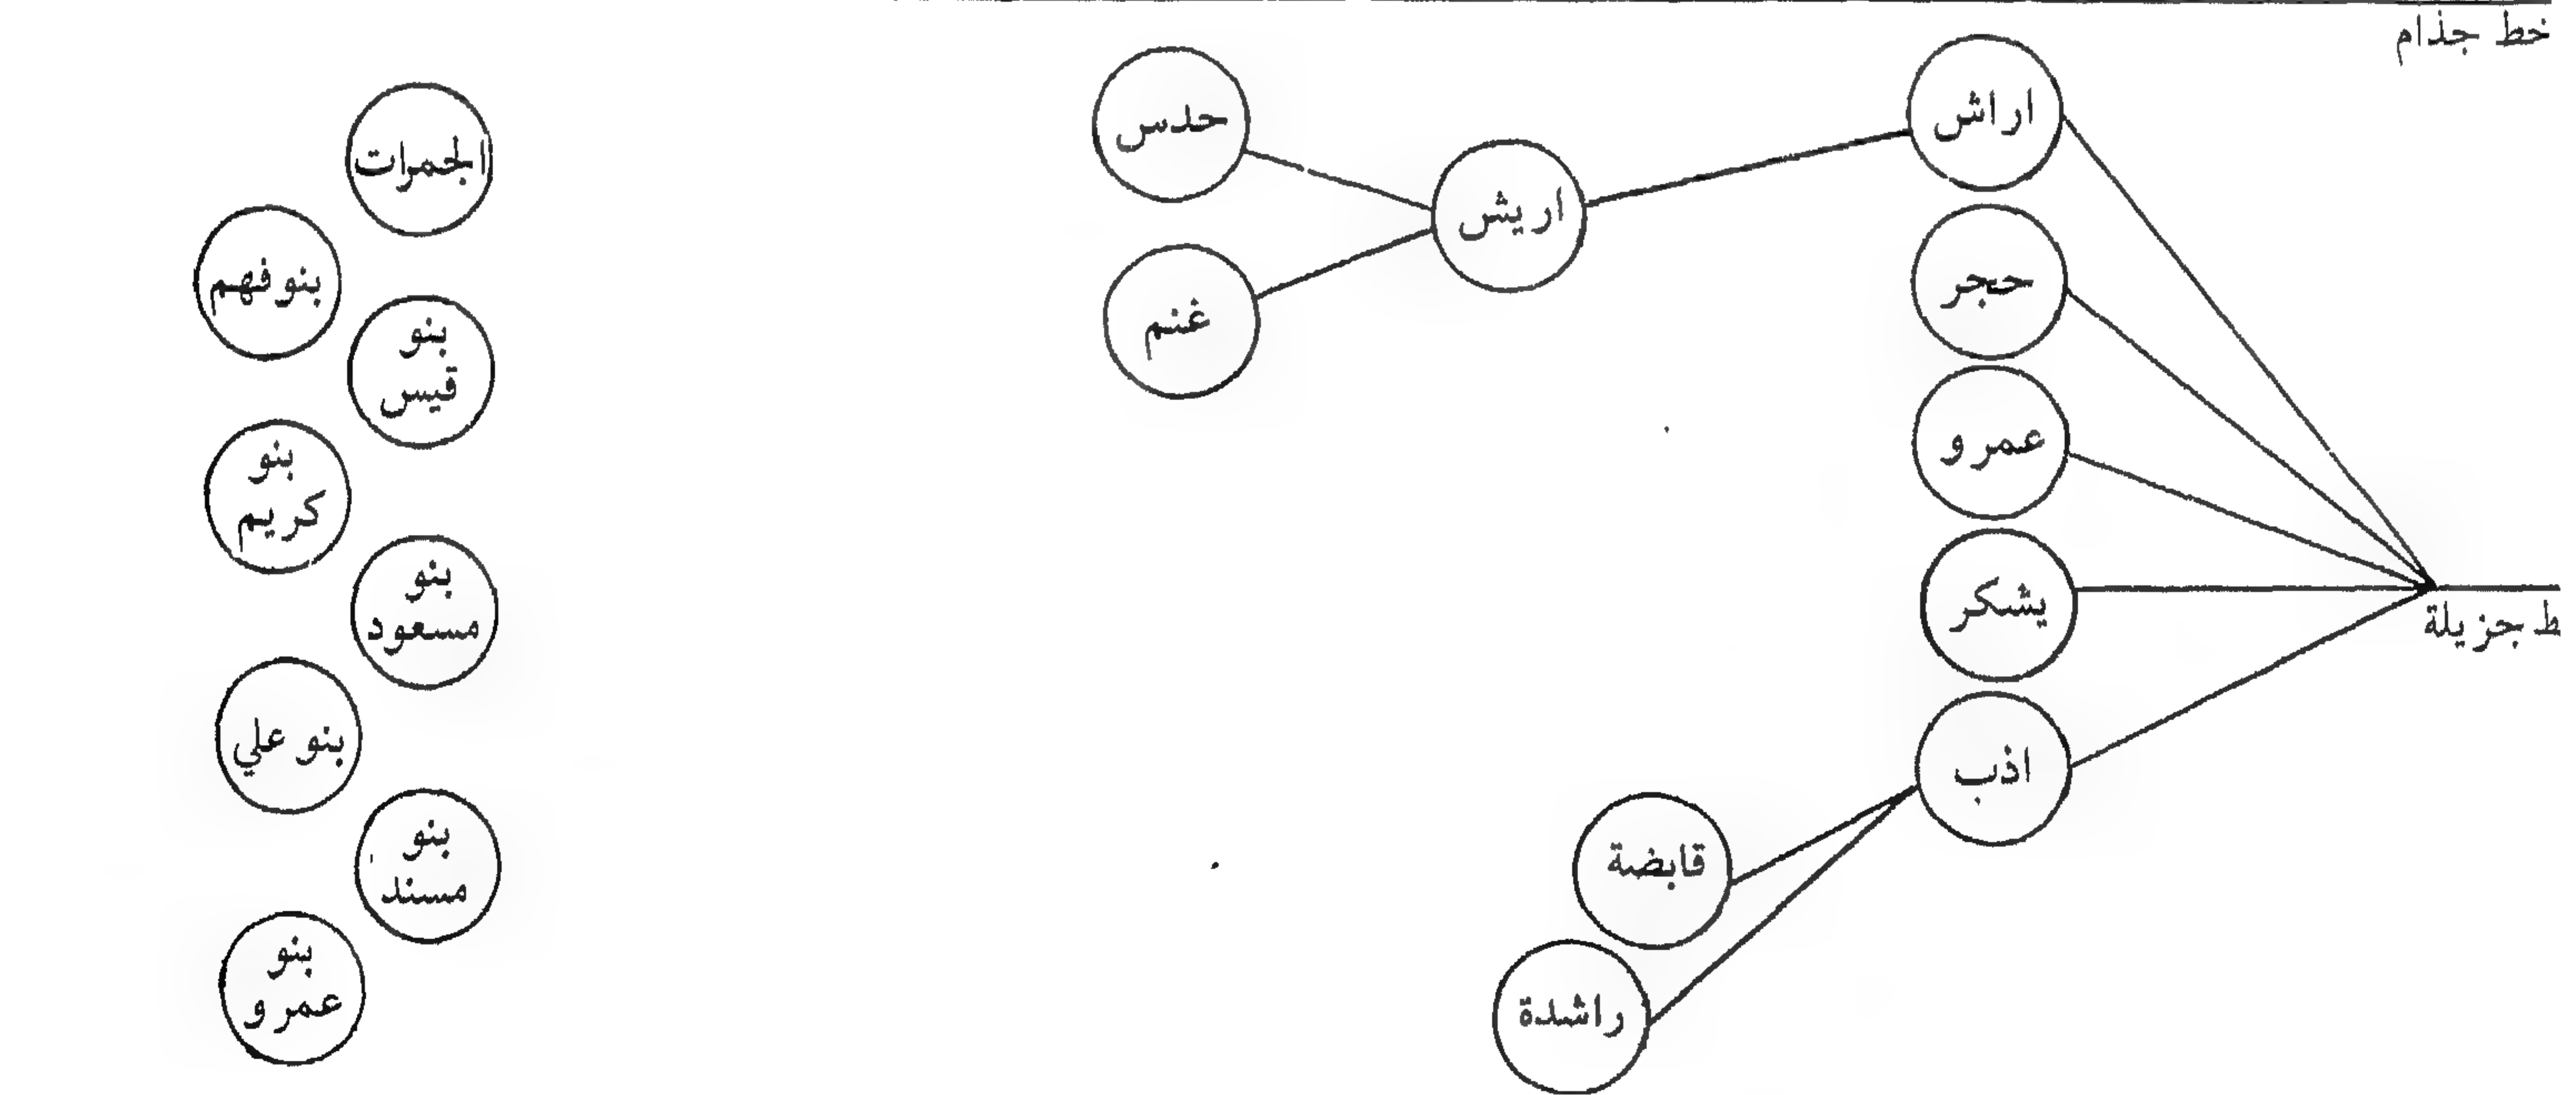 خط جذام
اراش
حدس
اريش
حجر
غنم
عمرو
يشكر
ط جزيلة
اذب
قابضة
راشدة
الجمرات
بنو فهم
بنو
قيس
بنو
كريم
بنو
مسعود
بنو علي
بنو
مسند
بنو
عمرو